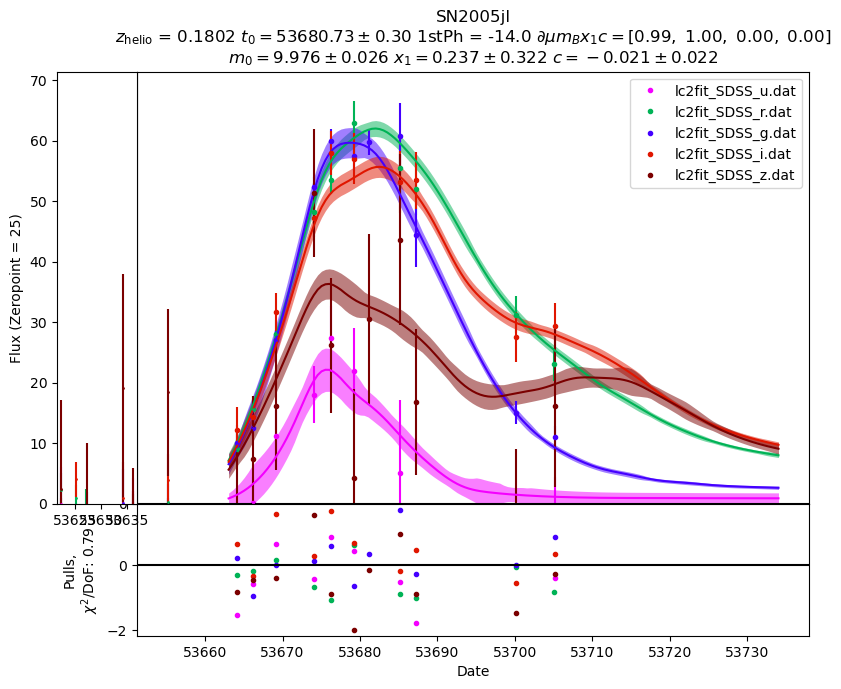 SN2005jl
z_helio = 0.1802 t_0 = 53680.73 ± 0.30 1stPh = -14.0 ∂μm_Bx_1c = [0.99, 1.00, 0.00, 0.00]
m_0 = 9.976 ± 0.026 x_1 = 0.237 ± 0.322 c = −0.021 ± 0.022
70
60
50
40
30
20
10
0
Flux (Zeropoint = 25)
lc2fit_SDSS_u.dat
lc2fit_SDSS_r.dat
lc2fit_SDSS_g.dat
lc2fit_SDSS_i.dat
lc2fit_SDSS_z.dat
53635
Pulls,
χ²/DoF: 0.79
0
−2
53660 53670 53680 53690 53700 53710 53720 53730
Date